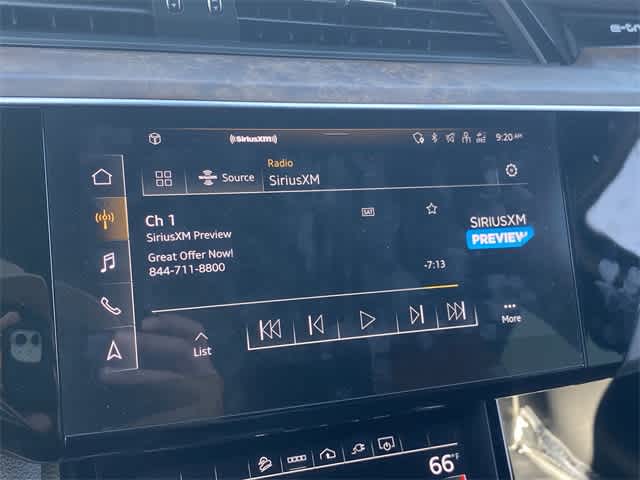 e-tr
((SiriusXM))
9:20 AM
Radio
Source
SiriusXM
Ch 1
SAT
SIRIUSXM
PREVIEW
SiriusXM Preview
Great Offer Now!
844-711-8800
-7:13
List
More
66°F